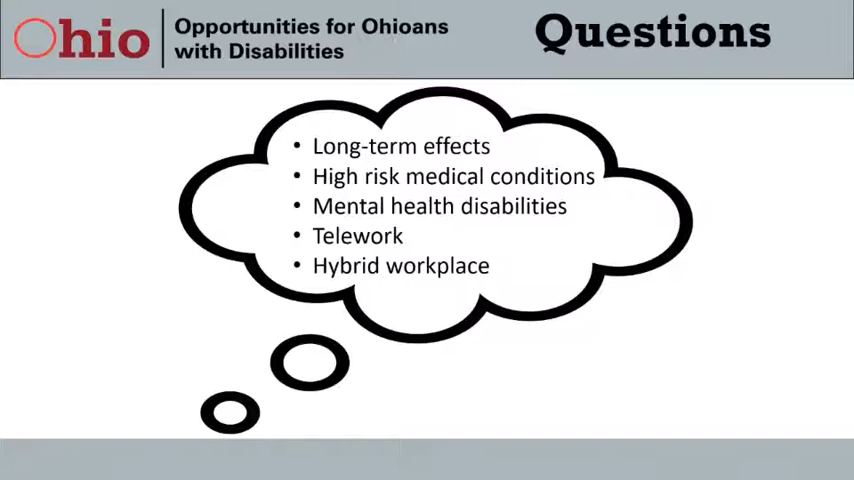 Ohio
Opportunities for Ohioans
with Disabilities
Questions
• Long-term effects
• High risk medical conditions
• Mental health disabilities
• Telework
• Hybrid workplace